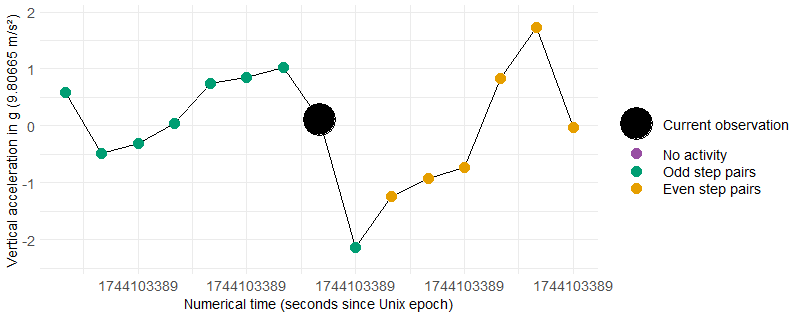 Vertical acceleration in g (9.80665 m/s²)
2
1
0
-1
-2
1744103389 1744103389 1744103389 1744103389 1744103389
Numerical time (seconds since Unix epoch)
Current observation
No activity
Odd step pairs
Even step pairs